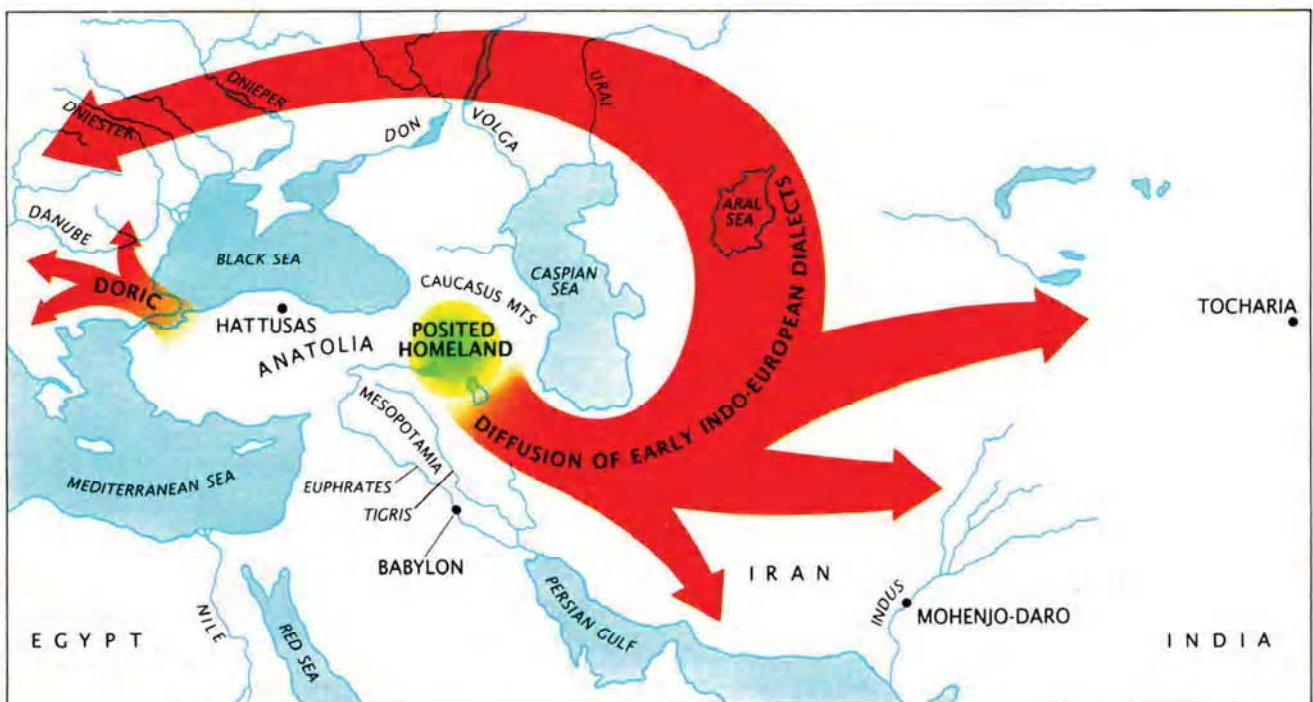 DNIEPER
DNIESTER
DON
VOLGA
URAL
DANUBE
ARAL
SEA
BLACK SEA
CASPIAN
SEA
CAUCASUS MTS
DORIC
HATTUSAS
ANATOLIA
POSITED
HOMELAND
TOCHARIA
DIFFUSION OF EARLY INDO-EUROPEAN DIALECTS
MESOPOTAMIA
MEDITERRANEAN SEA
EUPHRATES
TIGRIS
BABYLON
IRAN
PERSIAN GULF
INDUS
MOHENJO-DARO
EGYPT
NILE
RED SEA
INDIA